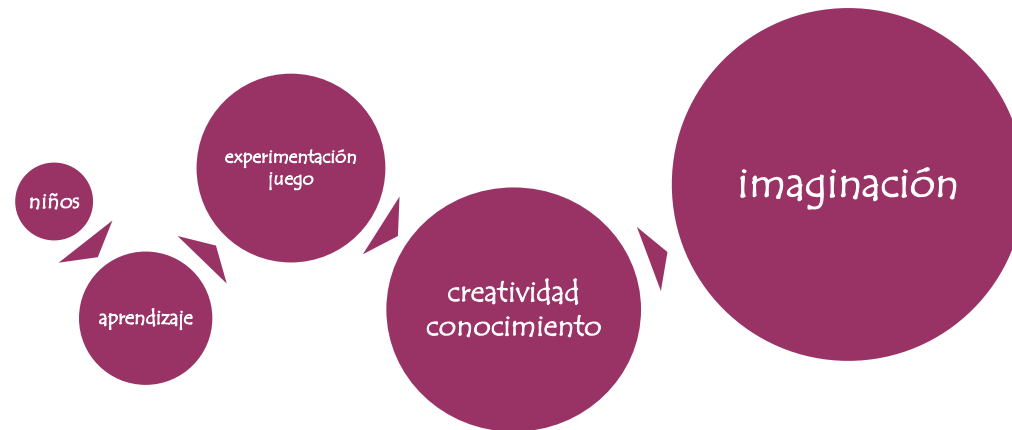 niños
aprendizaje
experimentación
juego
creatividad
conocimiento
imaginación